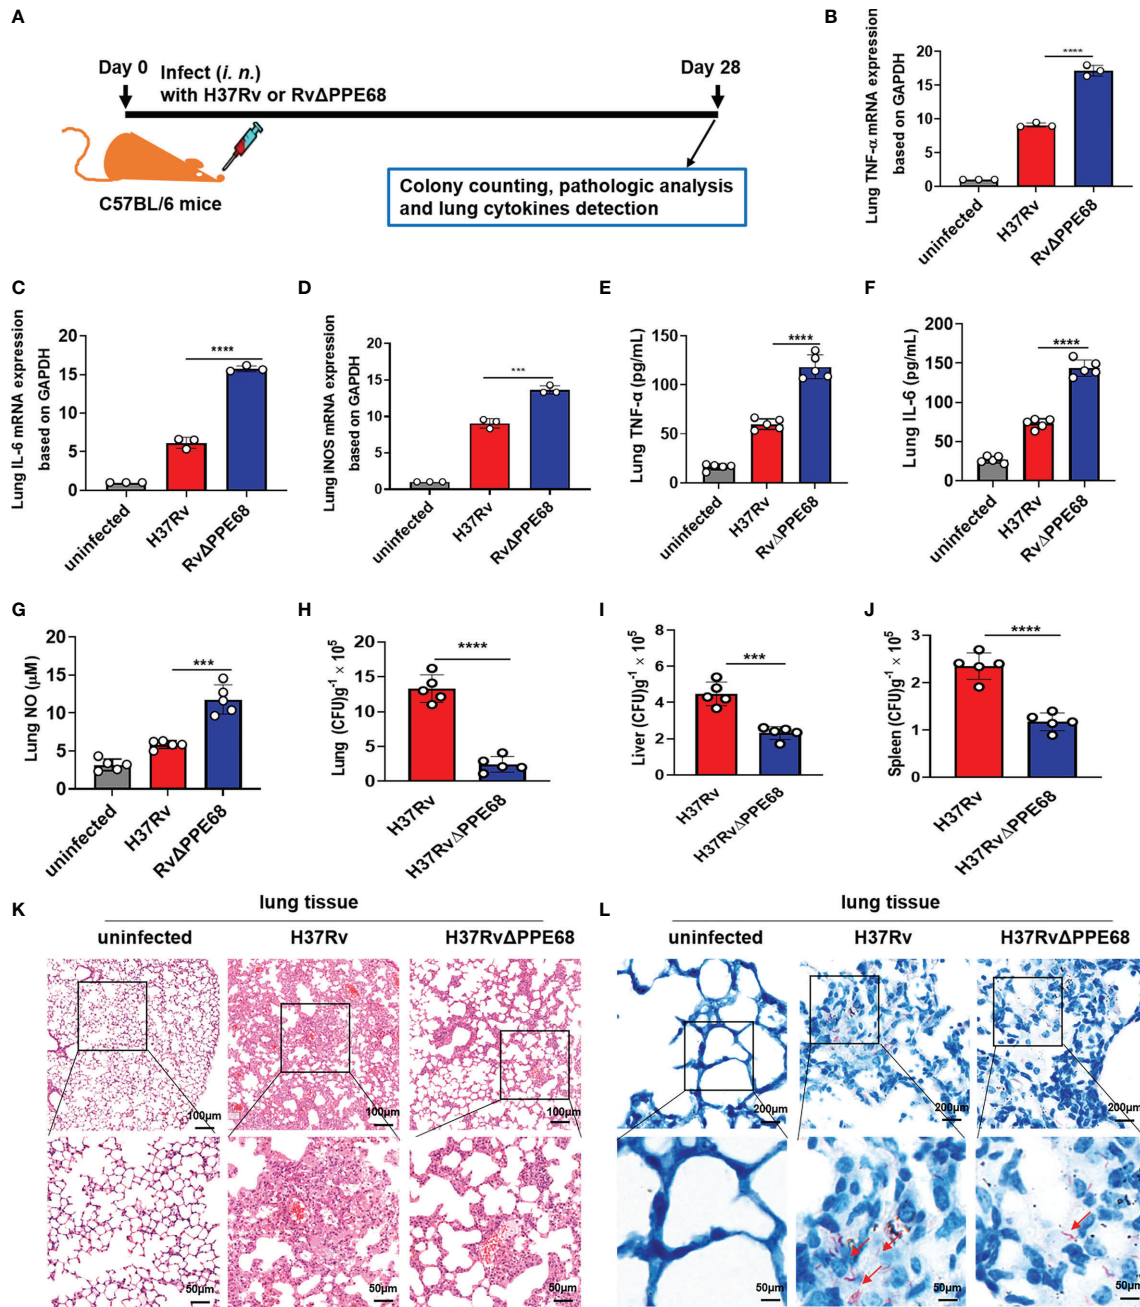 A
Day 0
Infect (i. n.)
with H37Rv or RvΔPPE68
Day 28
C57BL/6 mice
Colony counting, pathologic analysis
and lung cytokines detection
B
Lung TNF-α mRNA expression
based on GAPDH
20
15
10
5
0
****
uninfected
H37Rv
RvΔPPE68
C
Lung IL-6 mRNA expression
based on GAPDH
20
15
10
5
0
****
uninfected
H37Rv
RvΔPPE68
D
Lung iNOS mRNA expression
based on GAPDH
20
15
10
5
0
***
uninfected
H37Rv
RvΔPPE68
E
Lung TNF-α
(pg/mL)
150
100
50
0
****
uninfected
H37Rv
RvΔPPE68
F
Lung IL-6 (pg/mL)
200
150
100
50
0
****
uninfected
H37Rv
RvΔPPE68
G
Lung NO (μM)
20
15
10
5
0
***
uninfected
H37Rv
RvΔPPE68
H
Lung (CFU)g-1 × 105
20
15
10
5
0
****
H37Rv
H37RvΔPPE68
I
Liver (CFU)g-1 × 105
8
6
4
2
0
***
H37Rv
H37RvΔPPE68
J
Spleen (CFU)g-1 × 105
3
2
1
0
****
H37Rv
H37RvΔPPE68
K
lung tissue
uninfected
H37Rv
H37RvΔPPE68
100μm
100μm
100μm
50μm
50μm
50μm
L
lung tissue
uninfected
H37Rv
H37RvΔPPE68
200μm
200μm
200μm
50μm
50μm
50μm